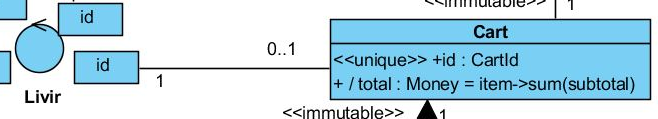 <<immutable>>
1
id
Cart
0..1
<<unique>> +id : CartId
id
1
+ / total : Money = item->sum(subtotal)
Livir
<<immutable>>
1